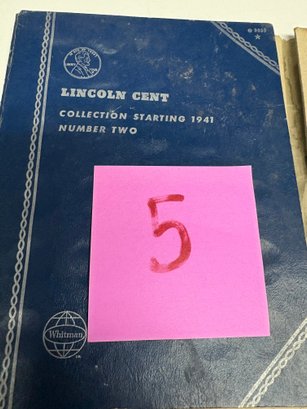 LINCOLN CENT
COLLECTION STARTING 1941
NUMBER TWO
5
Whitman